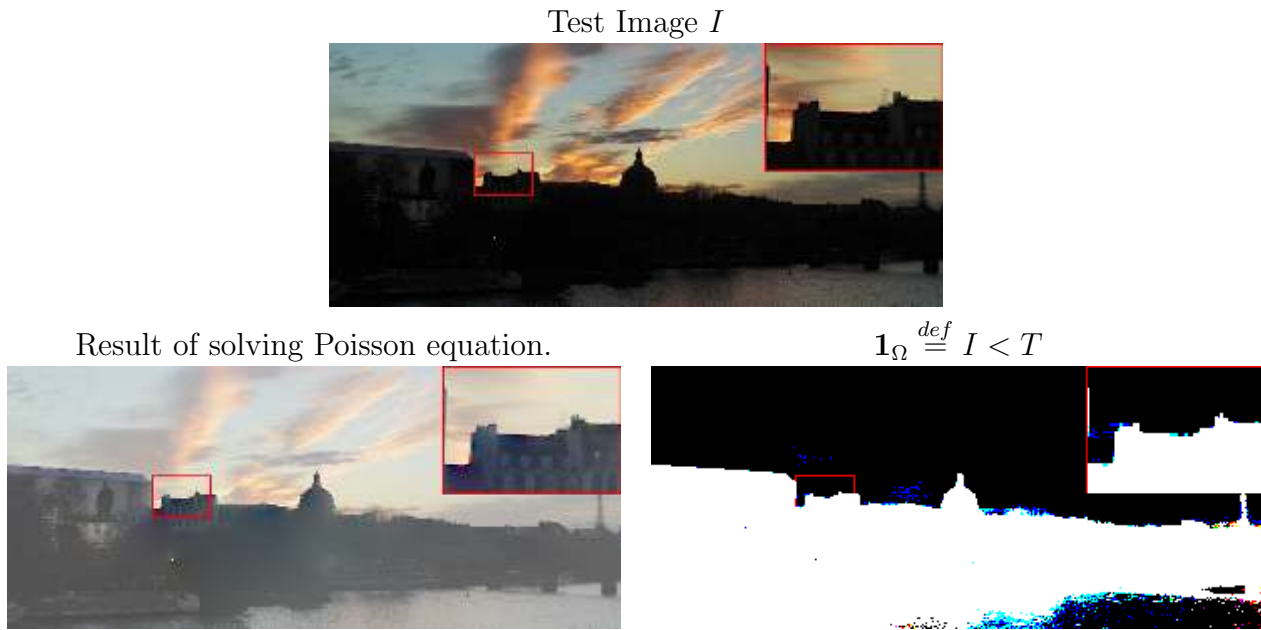 Test Image I
Result of solving Poisson equation.
1_Ω def= I < T